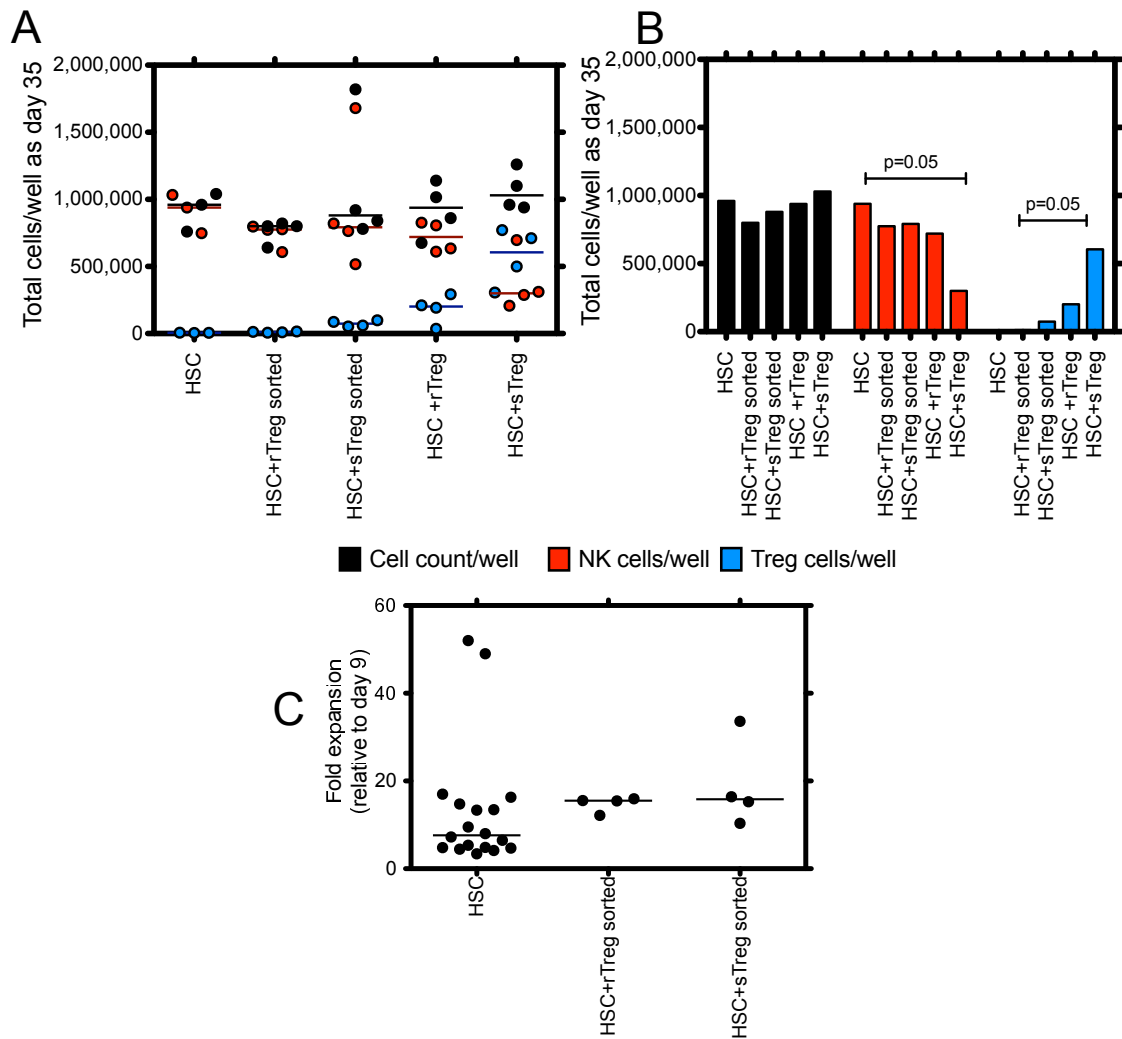 A
Total cells/well as day 35
2,000,000
1,500,000
1,000,000
500,000
0
HSC
HSC+rTreg sorted
HSC+sTreg sorted
HSC +rTreg
HSC+sTreg
B
Total cells/well as day 35
2,000,000
1,500,000
1,000,000
500,000
0
p=0.05
p=0.05
HSC
HSC+rTreg sorted
HSC+sTreg sorted
HSC +rTreg
HSC+sTreg
HSC
HSC+rTreg sorted
HSC+sTreg sorted
HSC +rTreg
HSC+sTreg
HSC
HSC+rTreg sorted
HSC+sTreg sorted
HSC +rTreg
HSC+sTreg
Cell count/well
NK cells/well
Treg cells/well
C
Fold expansion
(relative to day 9)
60
40
20
0
HSC
HSC+rTreg sorted
HSC+sTreg sorted